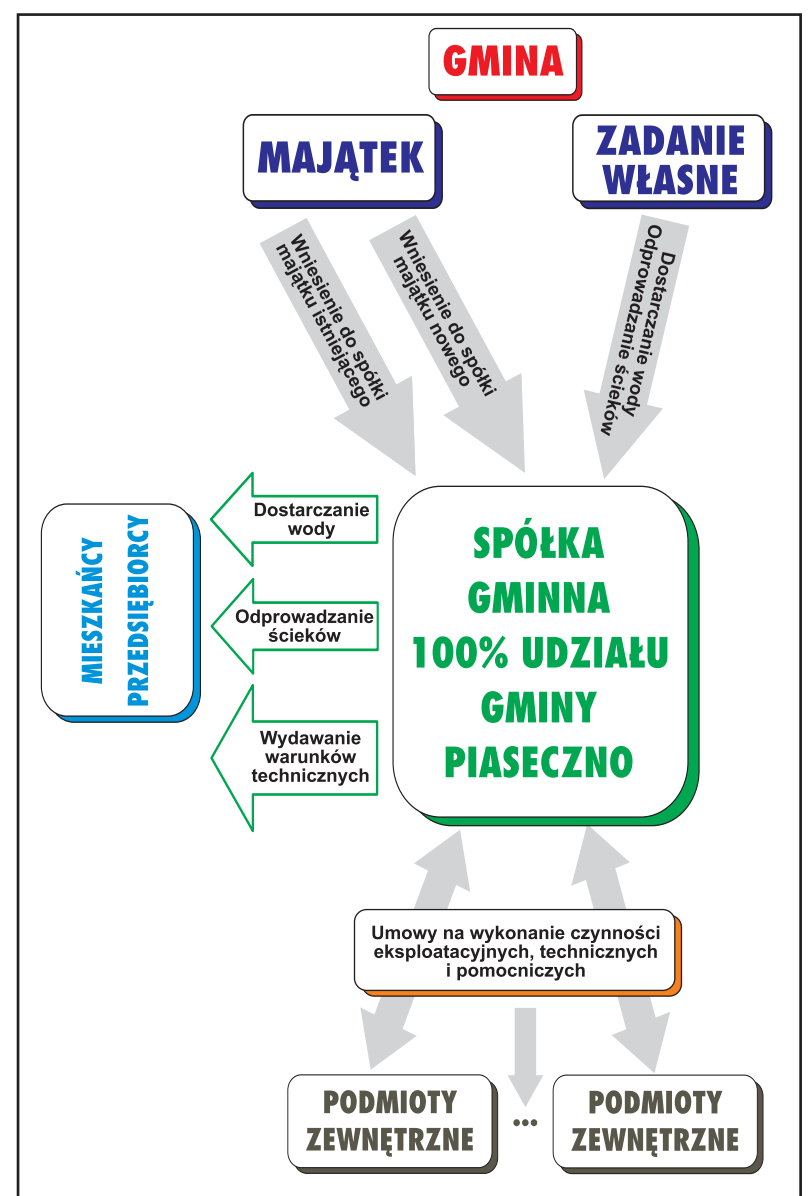 GMINA
MAJĄTEK
ZADANIE
WŁASNE
Wniesienie do spółki
majątku istniejącego
Wniesienie do spółki
majątku nowego
Dostarczanie wody
Odprowadzanie ścieków
MIESZKAŃCY
PRZEDSIĘBIORCY
Dostarczanie
wody
Odprowadzanie
ścieków
Wydawanie
warunków
technicznych
SPÓŁKA
GMINNA
100% UDZIAŁU
GMINY
PIASECZNO
Umowy na wykonanie czynności
eksploatacyjnych, technicznych
i pomocniczych
PODMIOTY
ZEWNĘTRZNE
...
PODMIOTY
ZEWNĘTRZNE